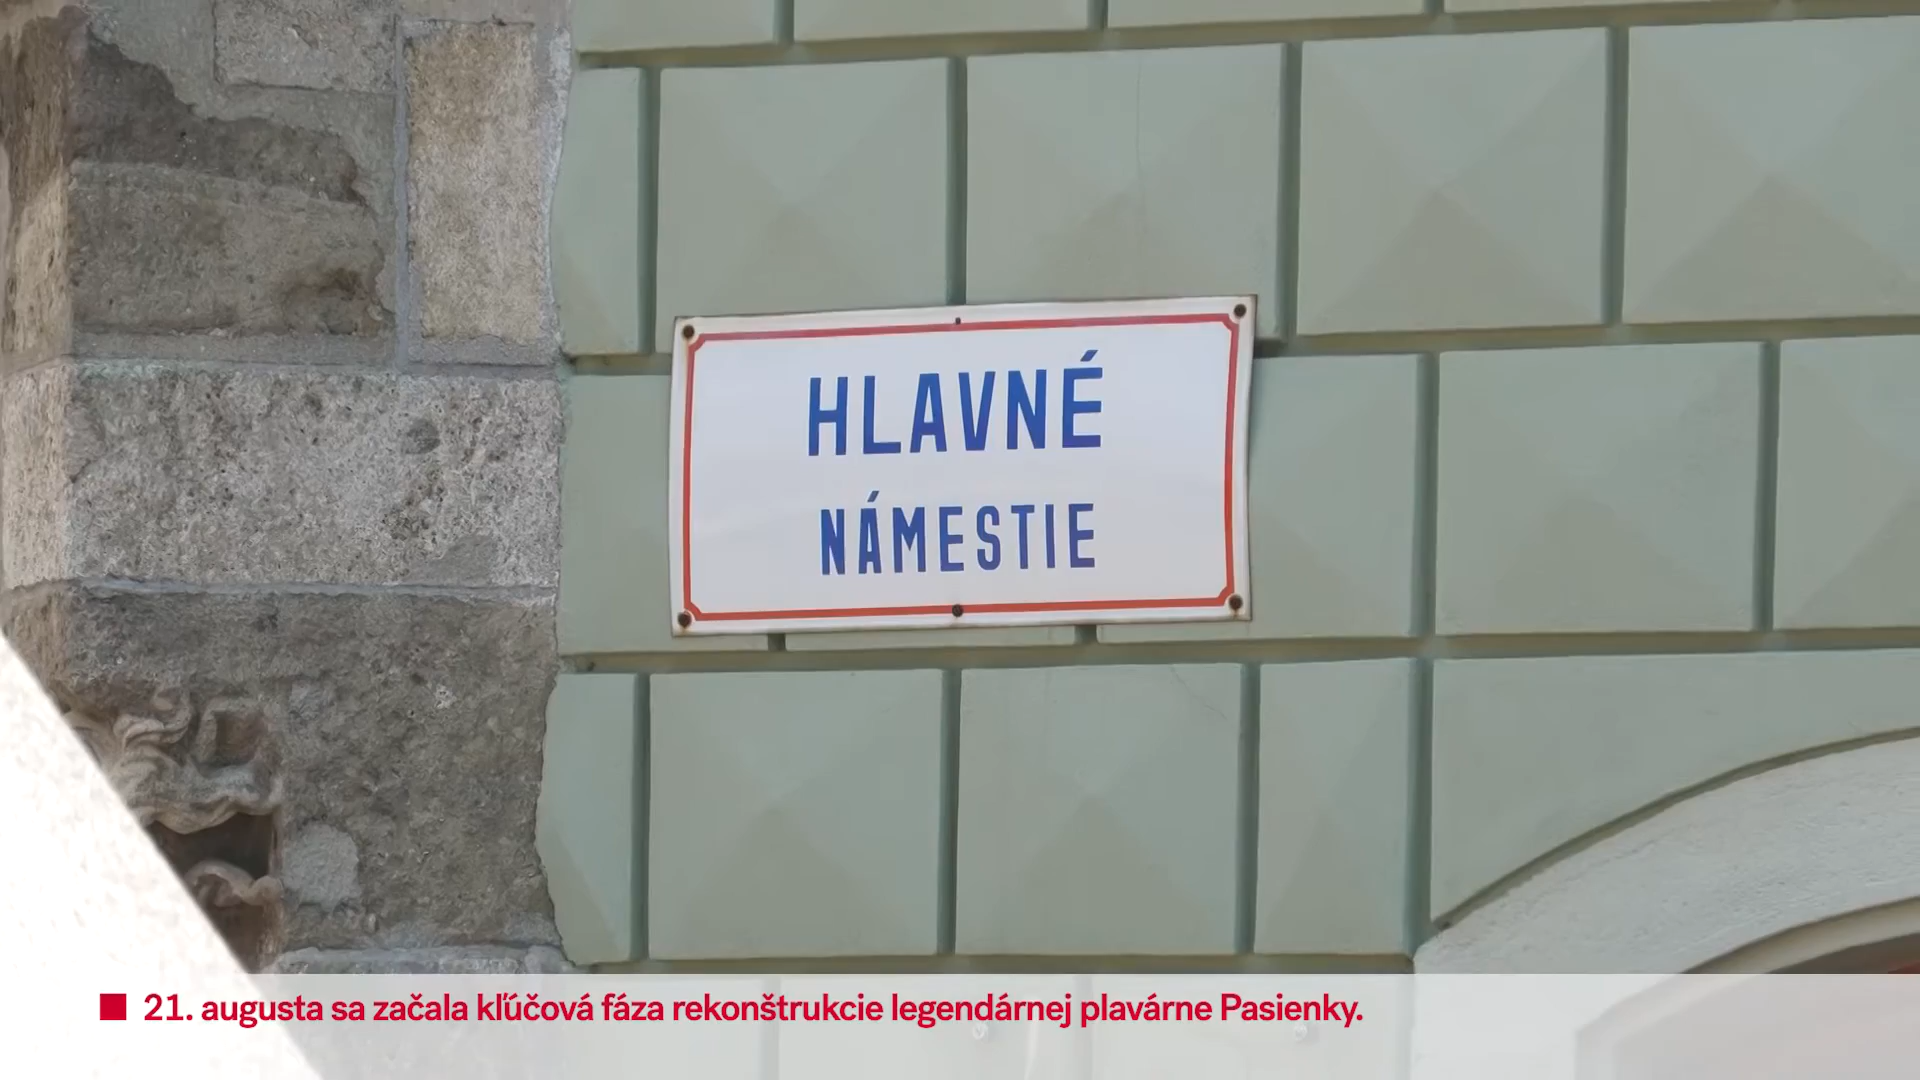 HLAVNÉ
NÁMESTIE
21. augusta sa začala kľúčová fáza rekonštrukcie legendárnej plavárne Pasienky.